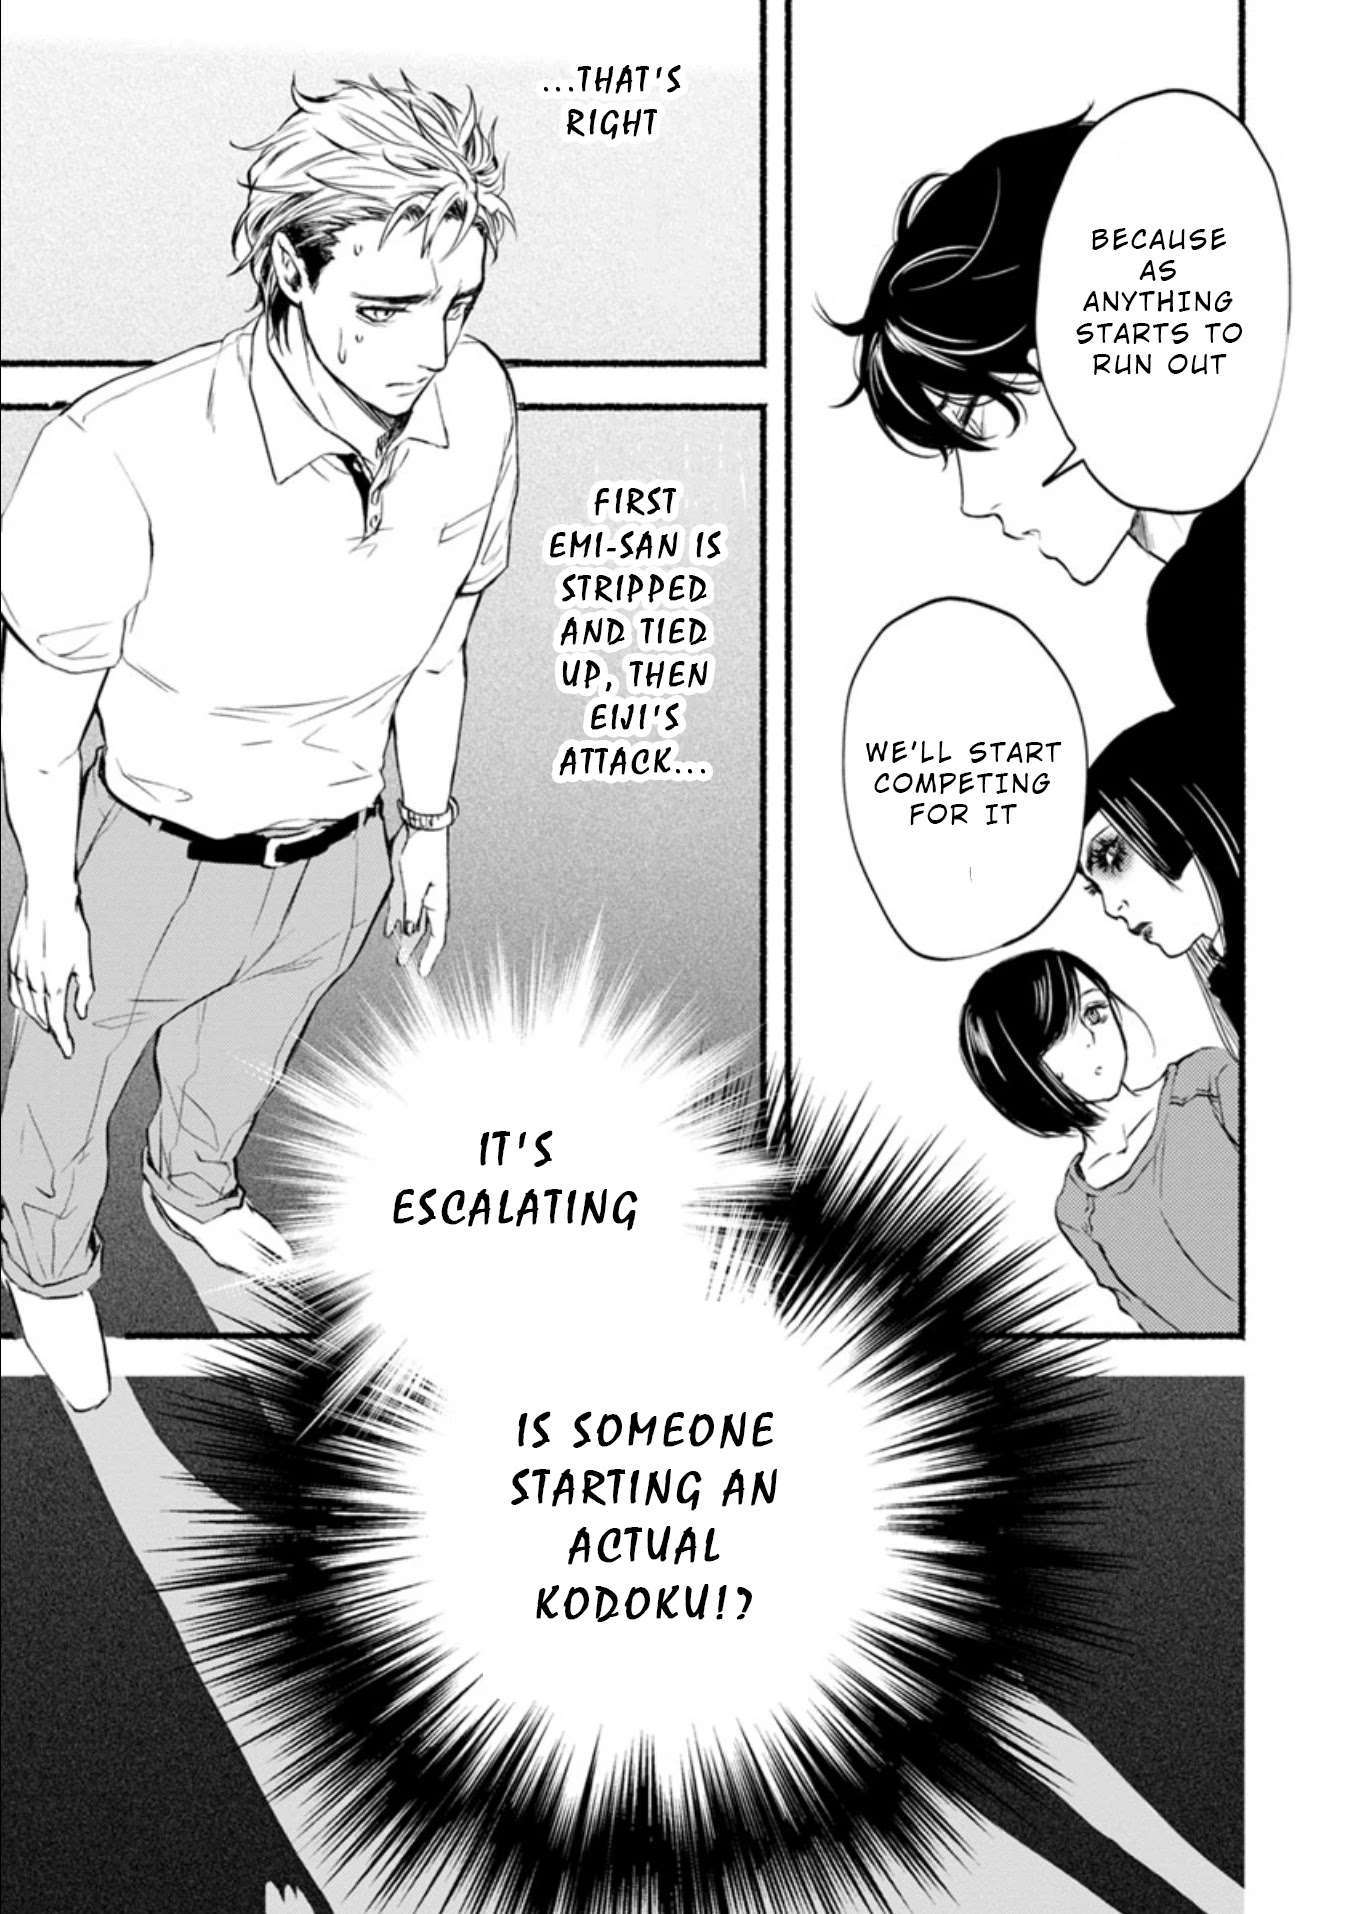 BECAUSE
AS
ANYTHING
STARTS TO
RUN OUT
WE'LL START
COMPETING
FOR IT
...THAT'S
RIGHT
FIRST
EMI-SAN IS
STRIPPED
AND TIED
UP, THEN
EIJI'S
ATTACK...
IT'S
ESCALATING
IS SOMEONE
STARTING AN
ACTUAL
KODOKU!?